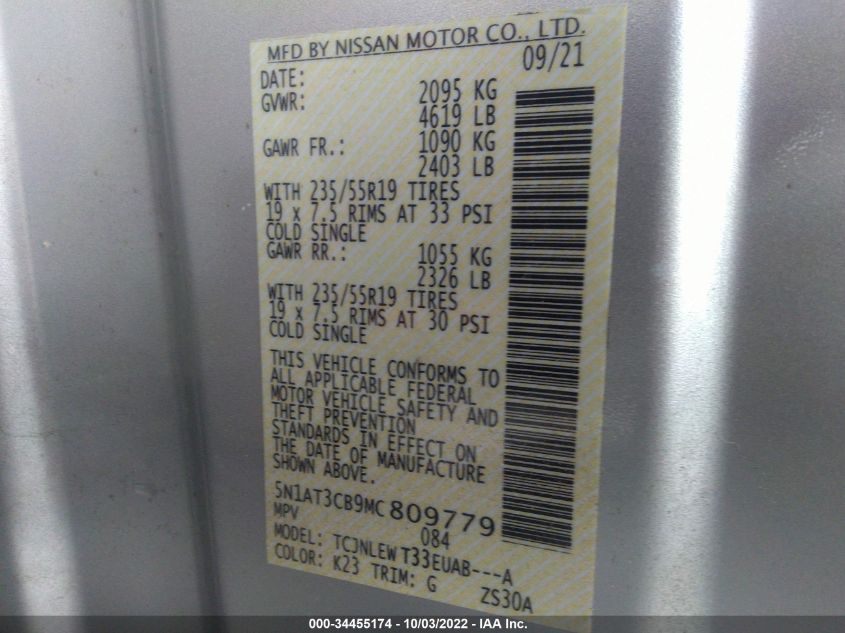 MFD BY NISSAN MOTOR CO., LTD.
DATE: 09/21
GVWR: 2095 KG
4619 LB
GAWR FR.: 1090 KG
2403 LB
WITH 235/55R19 TIRES
19 x 7.5 RIMS AT 33 PSI
COLD SINGLE
GAWR RR.: 1055 KG
2326 LB
WITH 235/55R19 TIRES
19 x 7.5 RIMS AT 30 PSI
COLD SINGLE
THIS VEHICLE CONFORMS TO
ALL APPLICABLE FEDERAL
MOTOR VEHICLE SAFETY AND
THEFT PREVENTION
STANDARDS IN EFFECT ON
THE DATE OF MANUFACTURE
SHOWN ABOVE.
5N1AT3CB9MC809779
MPV 084
MODEL: TCJNLEW T33EUAB---A
COLOR: K23 TRIM: G ZS30A
000-34455174 - 10/03/2022 - IAA Inc.